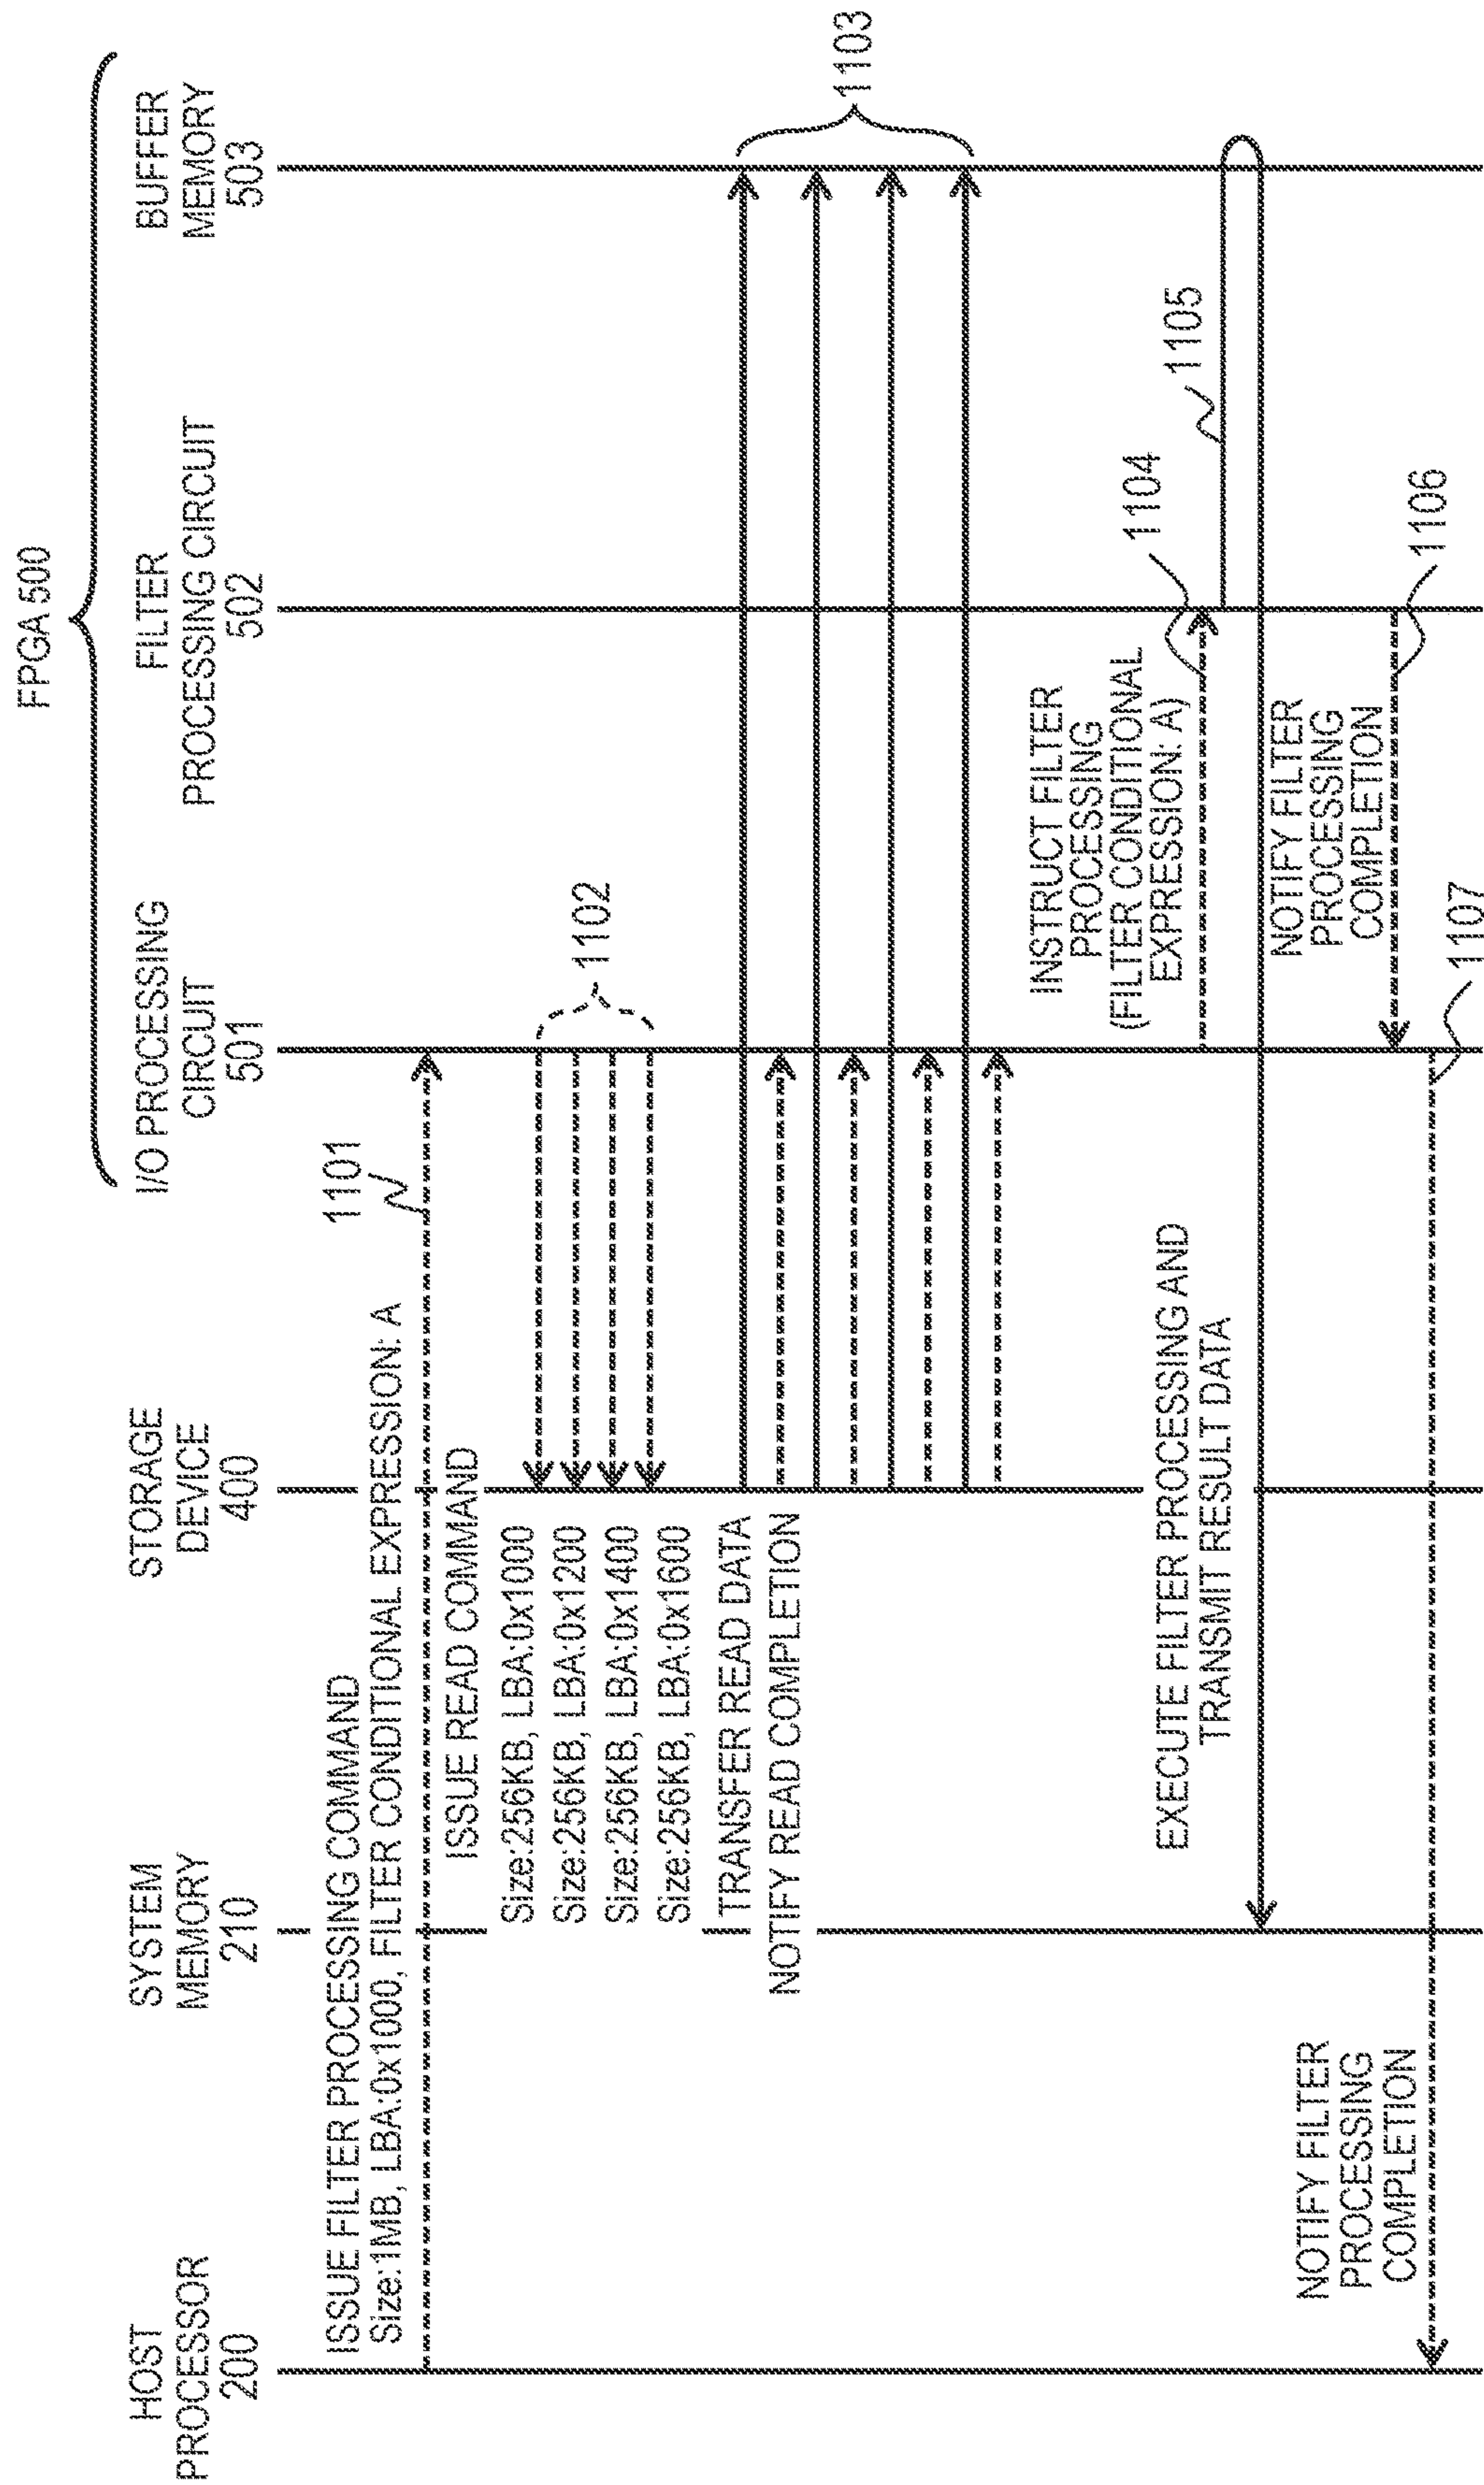 FPGA 500
HOST
PROCESSOR
200
SYSTEM
MEMORY
210
STORAGE
DEVICE
400
I/O PROCESSING
CIRCUIT
501
FILTER
PROCESSING CIRCUIT
502
BUFFER
MEMORY
503
ISSUE FILTER PROCESSING COMMAND
Size:1MB, LBA:0x1000, FILTER CONDITIONAL EXPRESSION: A
1101
ISSUE READ COMMAND
Size:256KB, LBA:0x1000
Size:256KB, LBA:0x1200
Size:256KB, LBA:0x1400
Size:256KB, LBA:0x1600
1102
TRANSFER READ DATA
NOTIFY READ COMPLETION
1103
INSTRUCT FILTER
PROCESSING
(FILTER CONDITIONAL
EXPRESSION: A)
1104
EXECUTE FILTER PROCESSING AND
TRANSMIT RESULT DATA
1105
NOTIFY FILTER
PROCESSING
COMPLETION
1106
NOTIFY FILTER
PROCESSING
COMPLETION
1107